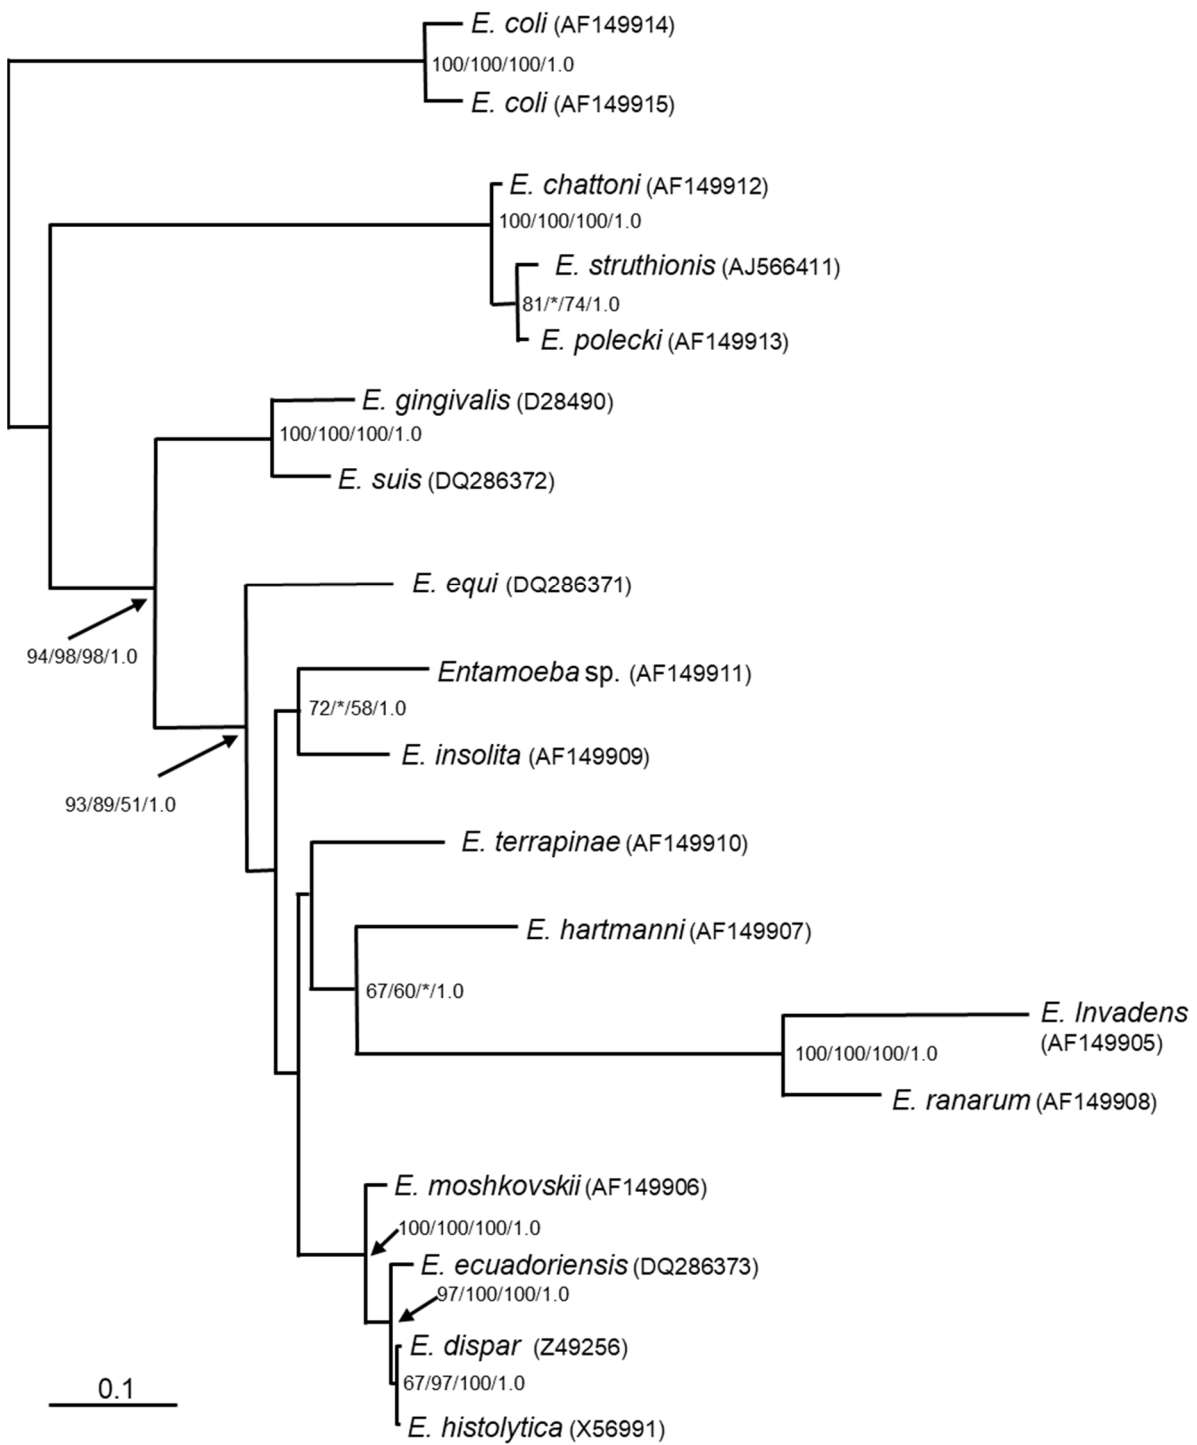 E. coli (AF149914)
100/100/100/1.0
E. coli (AF149915)
E. chattoni (AF149912)
100/100/100/1.0
E. struthionis (AJ566411)
81/*/74/1.0
E. polecki (AF149913)
E. gingivalis (D28490)
100/100/100/1.0
E. suis (DQ286372)
E. equi (DQ286371)
94/98/98/1.0
Entamoeba sp. (AF149911)
72/*/58/1.0
E. insolita (AF149909)
93/89/51/1.0
E. terrapinae (AF149910)
E. hartmanni (AF149907)
67/60/*/1.0
E. Invadens
(AF149905)
100/100/100/1.0
E. ranarum (AF149908)
E. moshkovskii (AF149906)
100/100/100/1.0
E. ecuadoriensis (DQ286373)
97/100/100/1.0
E. dispar (Z49256)
67/97/100/1.0
0.1
E. histolytica (X56991)